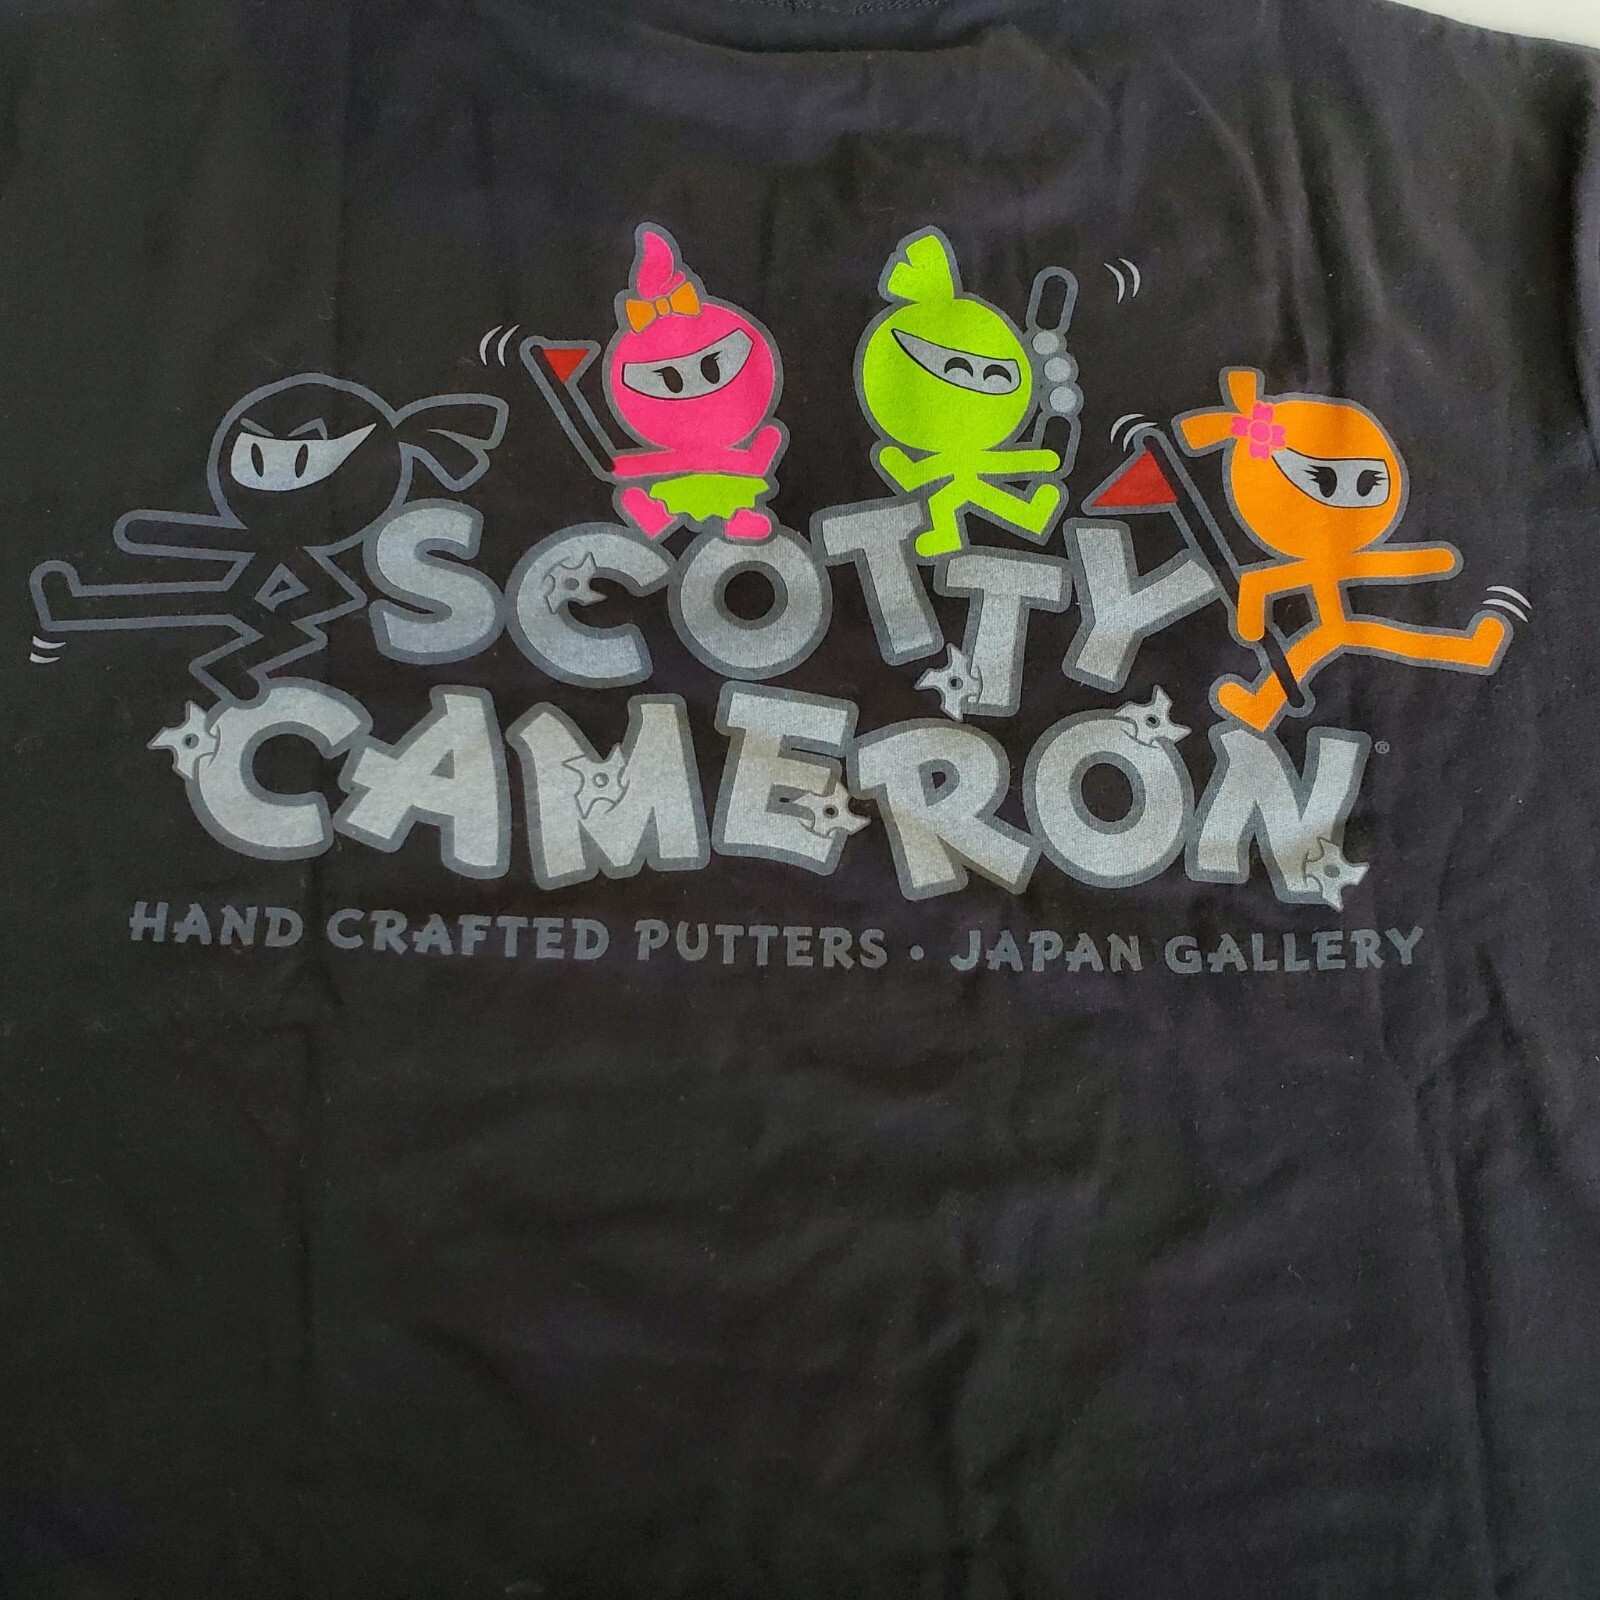 SCOTTY
CAMERON®
HAND CRAFTED PUTTERS • JAPAN GALLERY